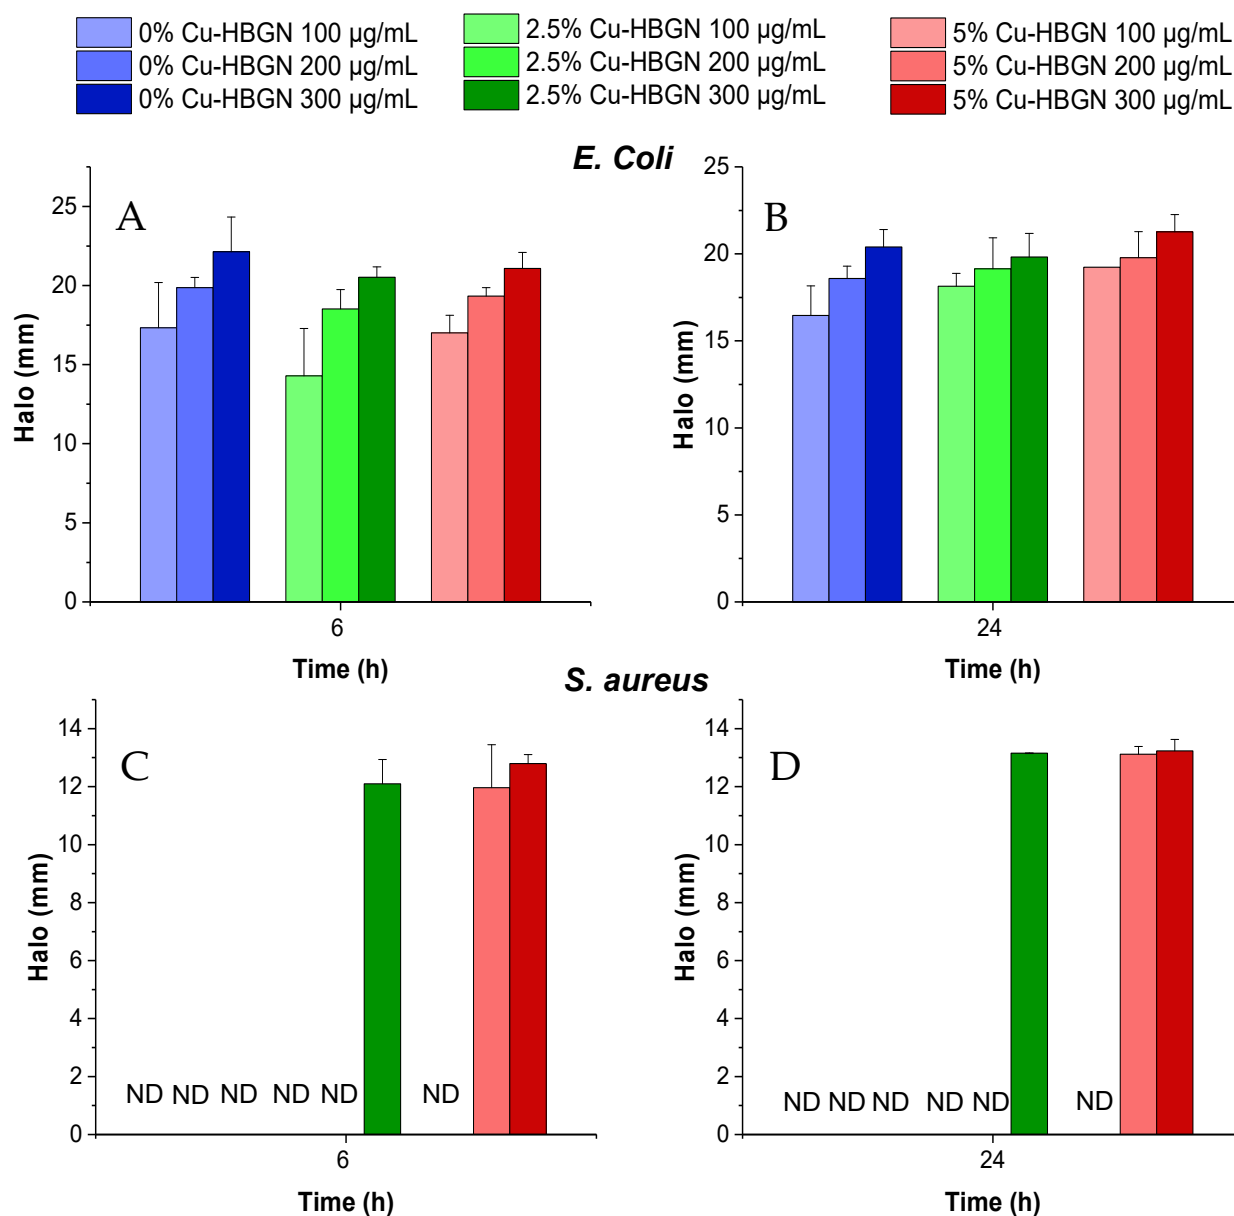 0% Cu-HBGN 100 µg/mL
0% Cu-HBGN 200 µg/mL
0% Cu-HBGN 300 µg/mL
2.5% Cu-HBGN 100 µg/mL
2.5% Cu-HBGN 200 µg/mL
2.5% Cu-HBGN 300 µg/mL
5% Cu-HBGN 100 µg/mL
5% Cu-HBGN 200 µg/mL
5% Cu-HBGN 300 µg/mL
E. Coli
A
25
20
15
10
5
0
Halo (mm)
6
Time (h)
B
25
20
15
10
5
0
Halo (mm)
24
Time (h)
S. aureus
C
14
12
10
8
6
4
2
0
Halo (mm)
ND ND ND ND ND ND
6
Time (h)
D
14
12
10
8
6
4
2
0
Halo (mm)
ND ND ND ND ND ND
24
Time (h)